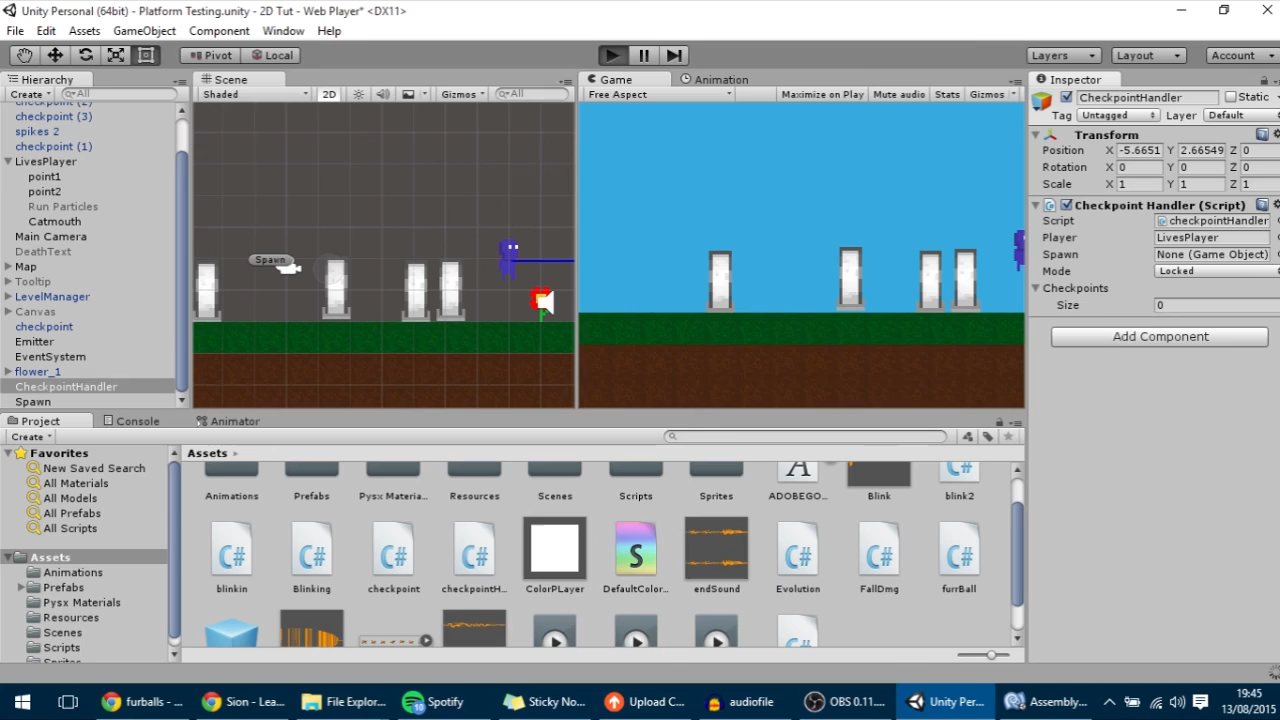 Unity Personal (64bit) - Platform Testing.unity - 2D Tut - Web Player* <DX11>
File Edit Assets GameObject Component Window Help
Pivot Local Layers Layout Account
Hierarchy
Create All
checkpoint (2)
checkpoint (3)
spikes 2
checkpoint (1)
LivesPlayer
point1
point2
Run Particles
Catmouth
Main Camera
DeathText
Map
Tooltip
LevelManager
Canvas
checkpoint
Emitter
EventSystem
flower_1
CheckpointHandler
Spawn
Scene
Shaded 2D Gizmos All
Spawn
Game Animation
Free Aspect Maximize on Play Mute audio Stats Gizmos
Inspector
CheckpointHandler Static
Tag Untagged Layer Default
Transform
Position X -5.6651 Y 2.66549 Z 0
Rotation X 0 Y 0 Z 0
Scale X 1 Y 1 Z 1
Checkpoint Handler (Script)
Script checkpointHandler
Player LivesPlayer
Spawn None (Game Object)
Mode Locked
Checkpoints
Size 0
Add Component
Project Console Animator
Create
Favorites
New Saved Search
All Materials
All Models
All Prefabs
All Scripts
Assets
Animations
Prefabs
Pysx Materials
Resources
Scenes
Scripts
Assets
Animations Prefabs Pysx Materia... Resources Scenes Scripts Sprites ADOBEGO... Blink blink2
blinkin Blinking checkpoint checkpointH... ColorPLayer DefaultColor... endSound Evolution FallDmg furrBall
furballs - ... Sion - Lea... File Explor... Spotify Sticky No... Upload C... audiofile OBS 0.11.... Unity Per... Assembly...
19:45
13/08/2015